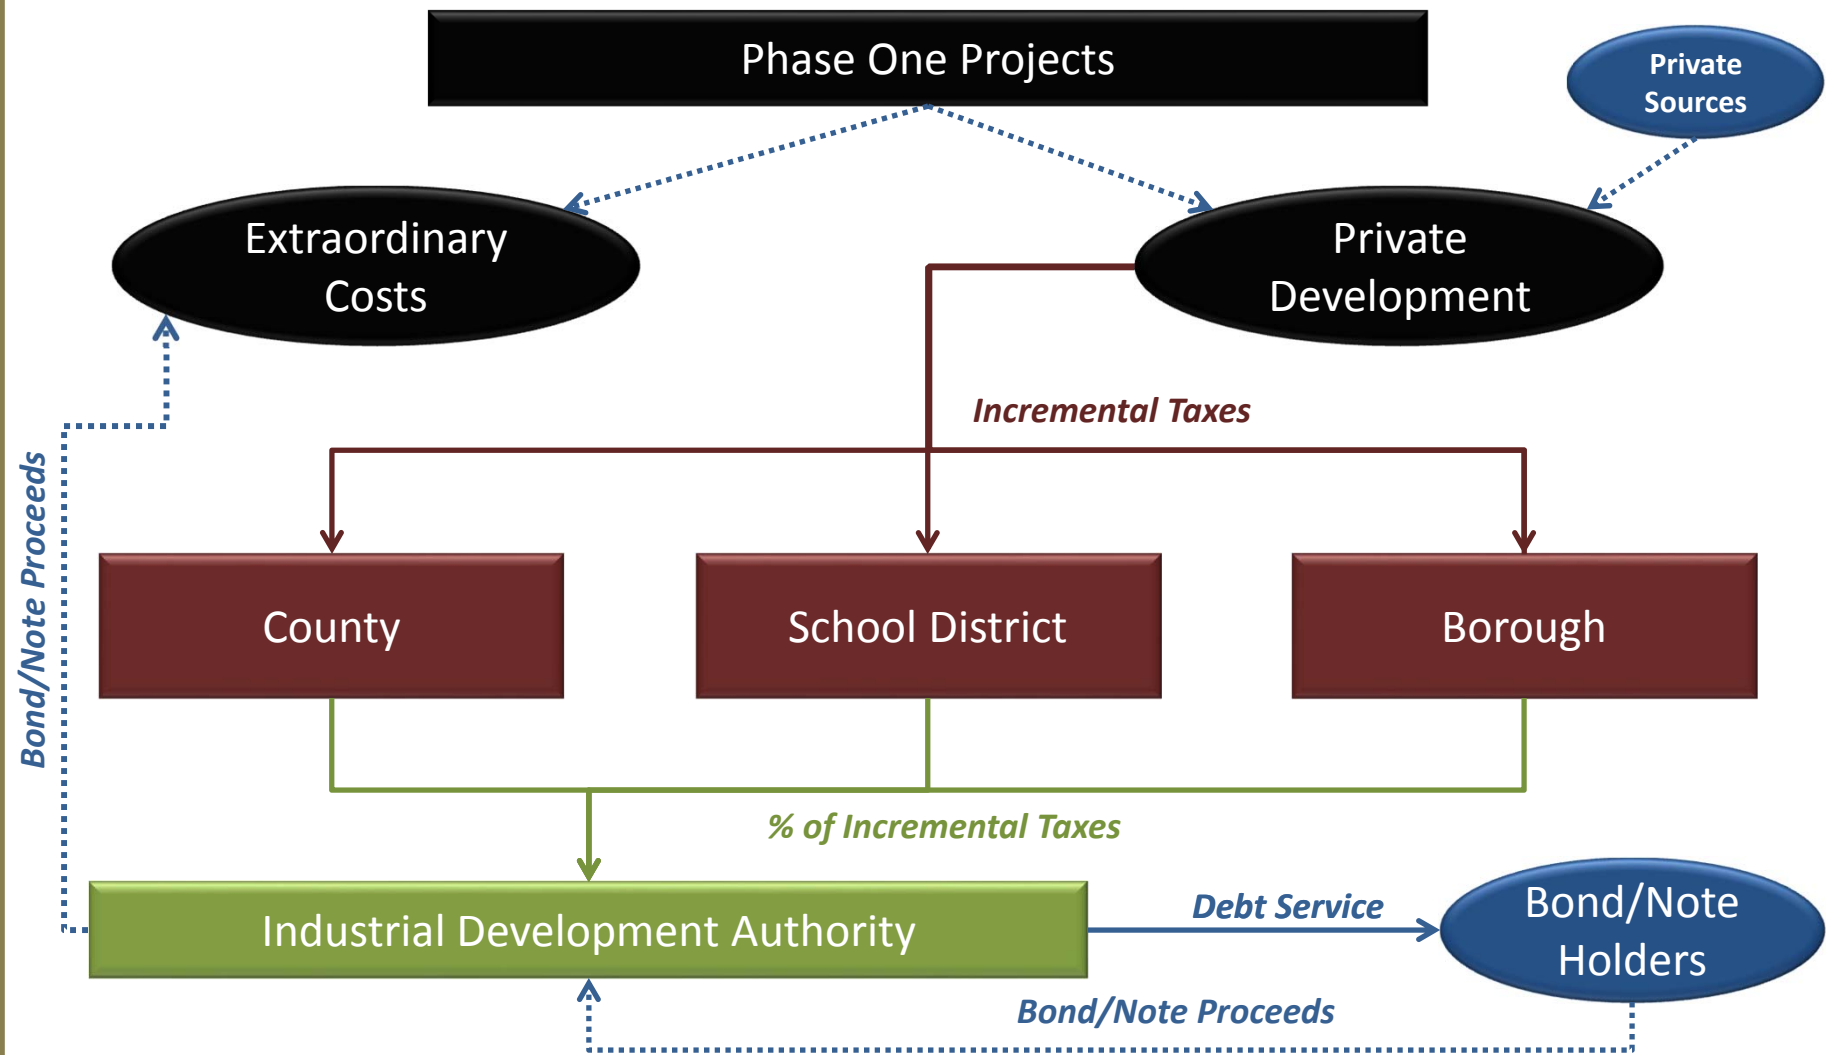 Phase One Projects
Private
Sources
Extraordinary
Costs
Private
Development
Incremental Taxes
Bond/Note Proceeds
County
School District
Borough
% of Incremental Taxes
Industrial Development Authority
Debt Service
Bond/Note
Holders
Bond/Note Proceeds